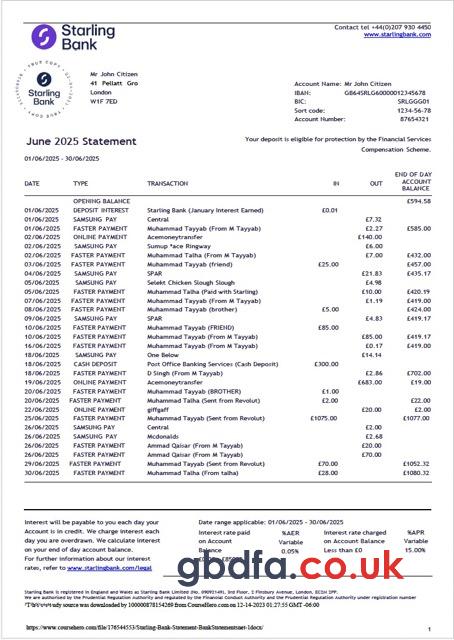 Starling
Bank
Contact tel +44(0)207 930 4450
www.starlingbank.com
TRUE COPY
Starling
Bank
Mr John Citizen
41 Pellatt Gro
London
W1F 7ED
Account Name: Mr John Citizen
IBAN: GB64SRLG60000012345678
BIC: SRLGGG01
Sort code: 1234-56-78
Account Number: 87654321
June 2025 Statement
01/06/2025 - 30/06/2025
Your deposit is eligible for protection by the Financial Services
Compensation Scheme.
DATE TYPE TRANSACTION IN OUT END OF DAY ACCOUNT BALANCE
OPENING BALANCE £594.58
01/06/2025 DEPOSIT INTEREST Starling Bank (January Interest Earned) £0.01
01/06/2025 SAMSUNG PAY Central £7.32
01/06/2025 FASTER PAYMENT Muhammad Tayyab (From M Tayyab) £2.27 £585.00
02/06/2025 ONLINE PAYMENT Acemoneytransfer £140.00
02/06/2025 SAMSUNG PAY Sumup *ace Ringway £6.00
02/06/2025 FASTER PAYMENT Muhammad Talha (From M Tayyab) £7.00 £432.00
03/06/2025 FASTER PAYMENT Muhammad Tayyab (friend) £25.00 £457.00
04/06/2025 SAMSUNG PAY SPAR £21.83 £435.17
05/06/2025 SAMSUNG PAY Selekt Chicken Slough Slough £4.98
05/06/2025 FASTER PAYMENT Muhammad Talha (Paid with Starling) £10.00 £420.19
07/06/2025 FASTER PAYMENT Muhammad Tayyab (From M Tayyab) £1.19 £419.00
08/06/2025 FASTER PAYMENT Muhammad Tayyab (brother) £5.00 £424.00
09/06/2025 SAMSUNG PAY SPAR £4.83 £419.17
10/06/2025 FASTER PAYMENT Muhammad Tayyab (FRIEND) £85.00
10/06/2025 FASTER PAYMENT Muhammad Tayyab (From M Tayyab) £85.00 £419.17
16/06/2025 FASTER PAYMENT Muhammad Tayyab (From M Tayyab) £0.17 £419.00
18/06/2025 SAMSUNG PAY One Below £14.14
18/06/2025 CASH DEPOSIT Post Office Banking Services (Cash Deposit) £300.00
18/06/2025 FASTER PAYMENT D Singh (From M Tayyab) £2.86 £702.00
19/06/2025 ONLINE PAYMENT Acemoneytransfer £683.00 £19.00
20/06/2025 FASTER PAYMENT Muhammad Tayyab (BROTHER) £1.00
20/06/2025 FASTER PAYMENT Muhammad Talha (Sent from Revolut) £2.00 £22.00
22/06/2025 ONLINE PAYMENT giffgaff £20.00 £2.00
26/06/2025 FASTER PAYMENT Muhammad Tayyab (Sent from Revolut) £1075.00 £1077.00
26/06/2025 SAMSUNG PAY Central £2.00
26/06/2025 SAMSUNG PAY Mcdonalds £2.68
26/06/2025 FASTER PAYMENT Ammad Qaisar (From M Tayyab) £20.00
26/06/2025 FASTER PAYMENT Ammad Qaisar (From M Tayyab) £70.00
29/06/2025 FASTER PAYMENT Muhammad Tayyab (Sent from Revolut) £70.00 £1052.32
30/06/2025 FASTER PAYMENT Muhammad Talha (From talha) £28.00 £1080.32
Interest will be payable to you each day your
Account is in credit. We charge interest each
day you are overdrawn. We calculate interest
on your end of day account balance.
For further information about our interest
rates, refer to www.starlingbank.com/legal
Date range applicable: 01/06/2025 - 30/06/2025
Interest rate paid on Account Balance
%AER Variable 0.05%
Interest rate charged on Account Balance Less than £0
%APR Variable 15.00%
gbdfa.co.uk
Starling Bank is registered in England and Wales as Starling Bank Limited (No. 09092149), 3rd Floor, 2 Finsbury Avenue, London, EC2M 2PP.
We are authorised by the Prudential Regulation Authority and regulated by the Financial Conduct Authority and the Prudential Regulation Authority under registration number
study source was downloaded by 100000878154269 from CourseHero.com on 12-14-2023 01:27:55 GMT -06:00
https://www.coursehero.com/file/176544553/Starling-Bank-Statement-BankStatementsnet-1docx/
1